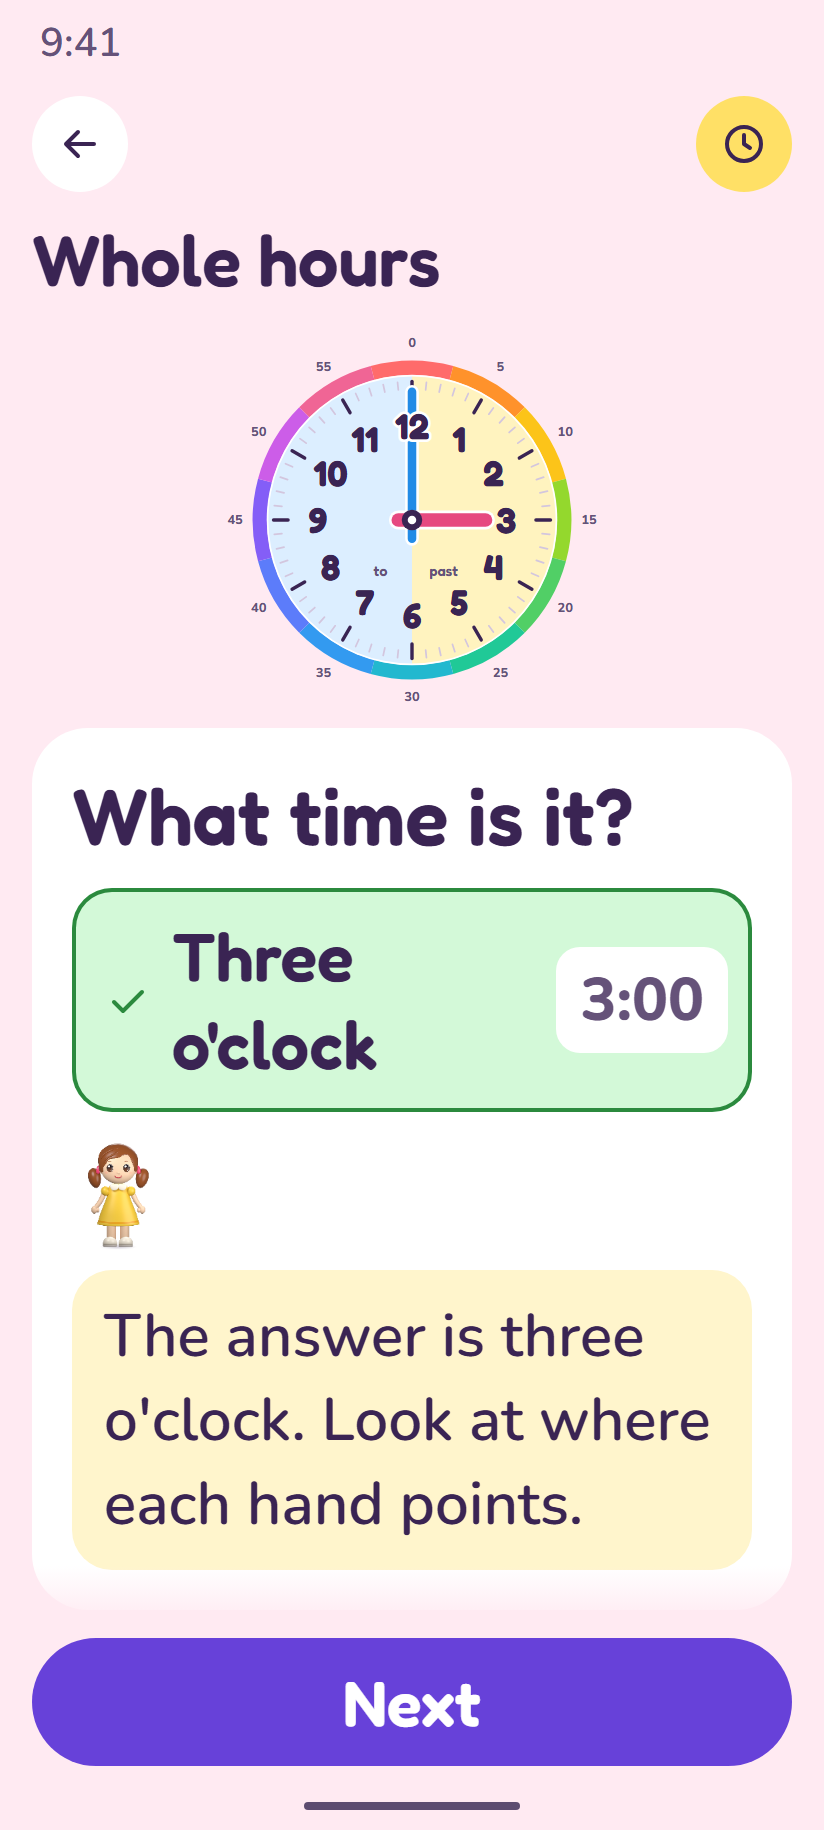 9:41
Whole hours
0
55 5
50 10
45 15
40 20
35 25
30
12
11 1
10 2
9 3
8 4
7 5
6
to past
What time is it?
Three
o'clock
3:00
The answer is three
o'clock. Look at where
each hand points.
Next